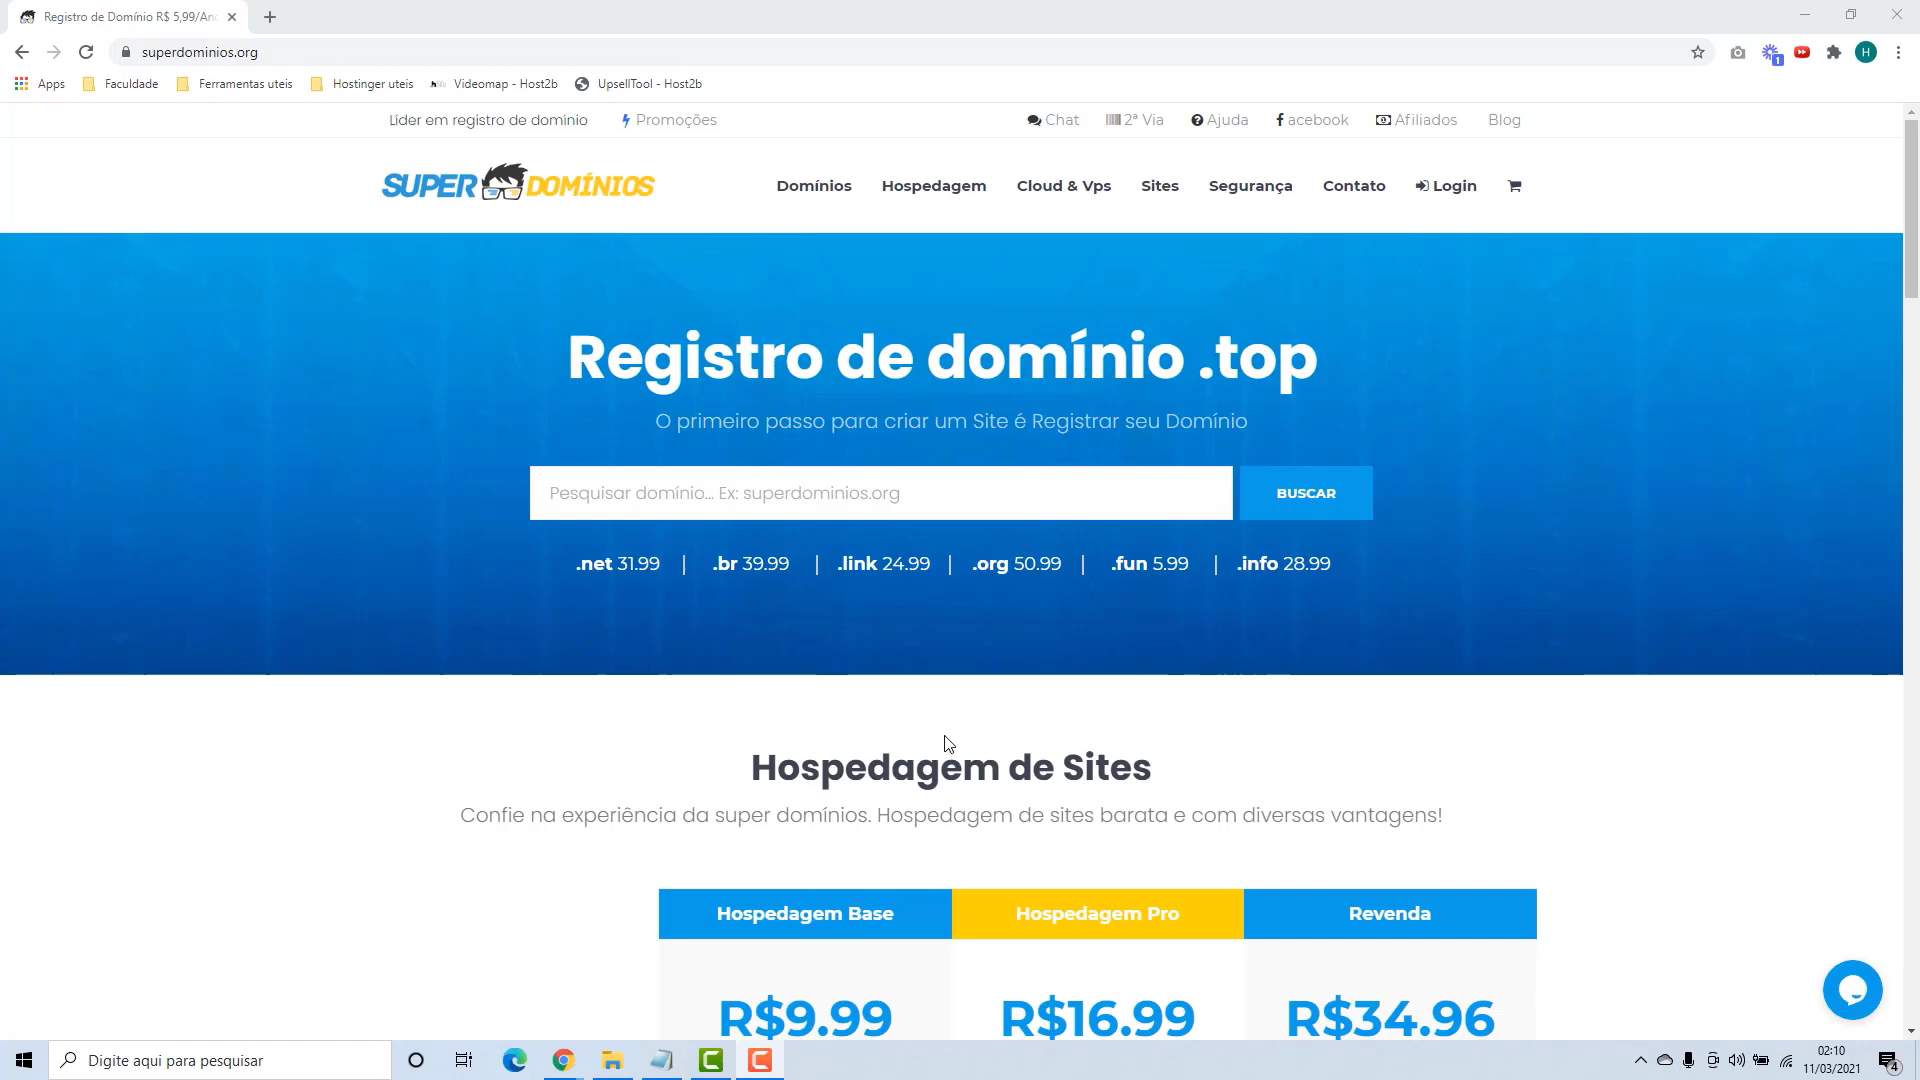 Registro de Domínio R$ 5,99/An
superdominios.org
H
1
Apps
Faculdade
Ferramentas uteis
Hostinger uteis
Videomap - Host2b
UpsellTool - Host2b
Líder em registro de domínio
Promoções
Chat
2ª Via
Ajuda
acebook
Afiliados
Blog
SUPER DOMÍNIOS
Domínios
Hospedagem
Cloud & Vps
Sites
Segurança
Contato
Login
Registro de domínio .top
O primeiro passo para criar um Site é Registrar seu Domínio
Pesquisar domínio... Ex: superdominios.org
BUSCAR
.net 31.99 | .br 39.99 | .link 24.99 | .org 50.99 | .fun 5.99 | .info 28.99
Hospedagem de Sites
Confie na experiência da super domínios. Hospedagem de sites barata e com diversas vantagens!
Hospedagem Base
Hospedagem Pro
Revenda
R$9.99
R$16.99
R$34.96
Digite aqui para pesquisar
02:10
11/03/2021
4